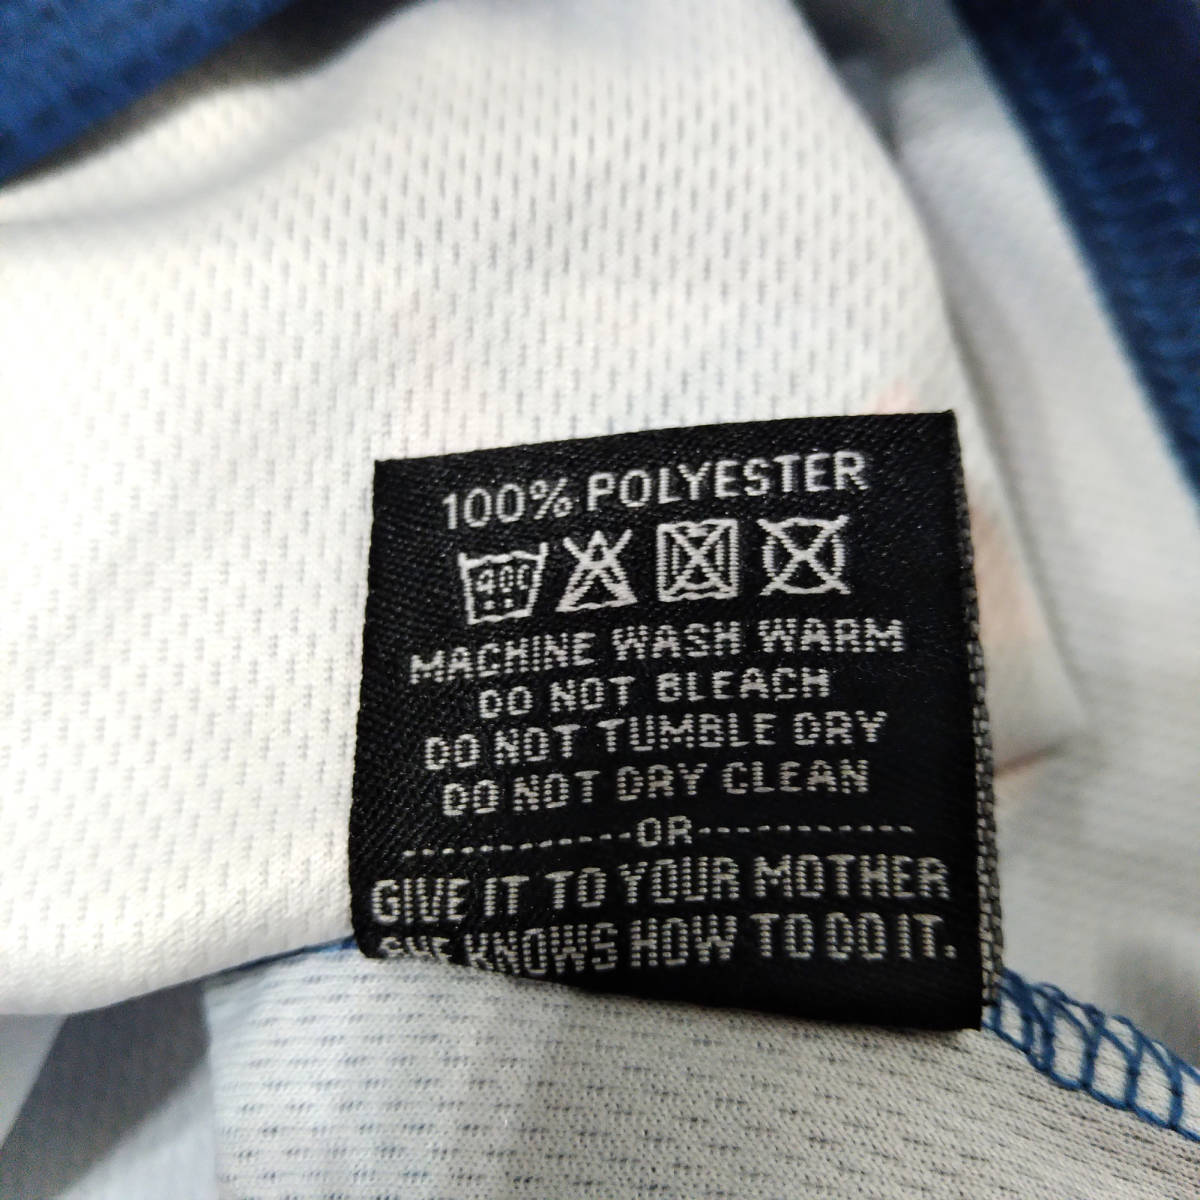 100% POLYESTER
40C
MACHINE WASH WARM
DO NOT BLEACH
DO NOT TUMBLE DRY
DO NOT DRY CLEAN
------------OR------------
GIVE IT TO YOUR MOTHER
SHE KNOWS HOW TO DO IT.